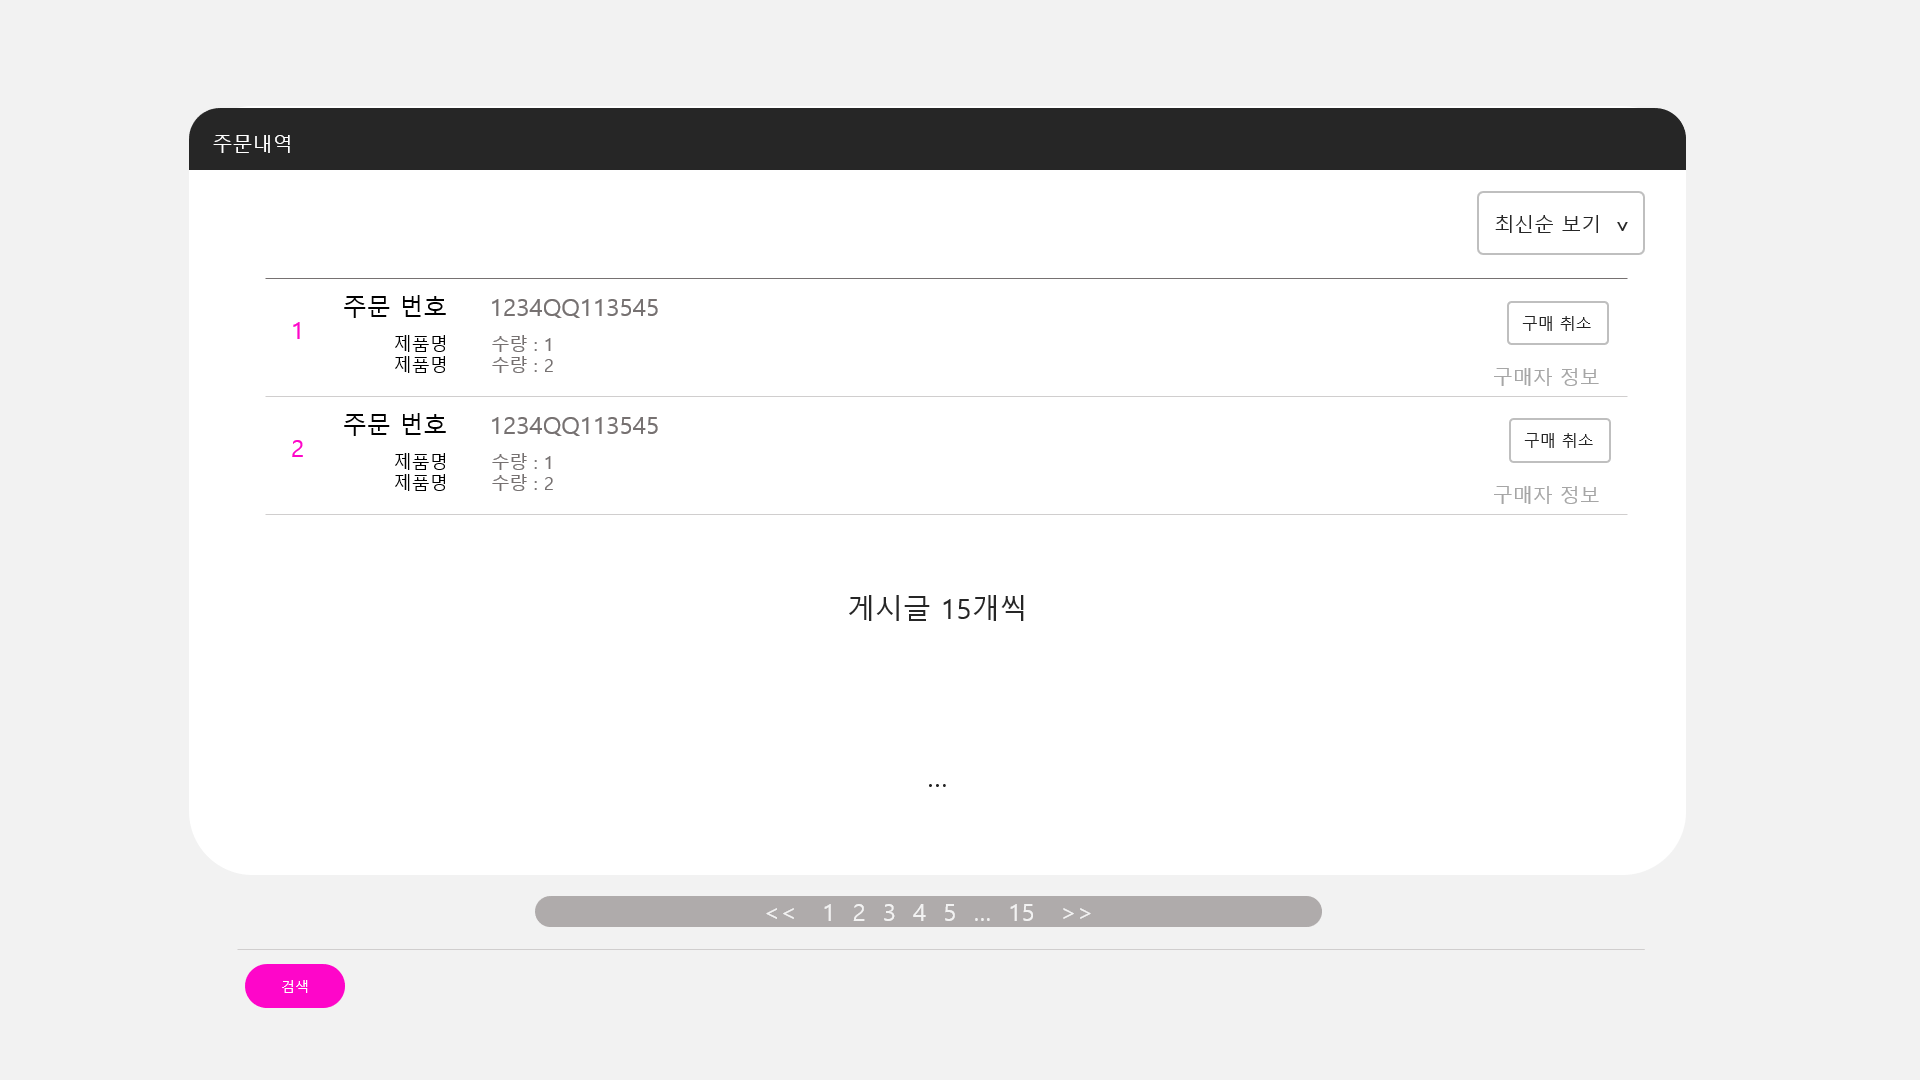 주문내역
최신순 보기 v
1 주문 번호 1234QQ113545
구매 취소
제품명 수량 : 1
제품명 수량 : 2
구매자 정보
2 주문 번호 1234QQ113545
구매 취소
제품명 수량 : 1
제품명 수량 : 2
구매자 정보
게시글 15개씩
...
<< 1 2 3 4 5 ... 15 >>
검색